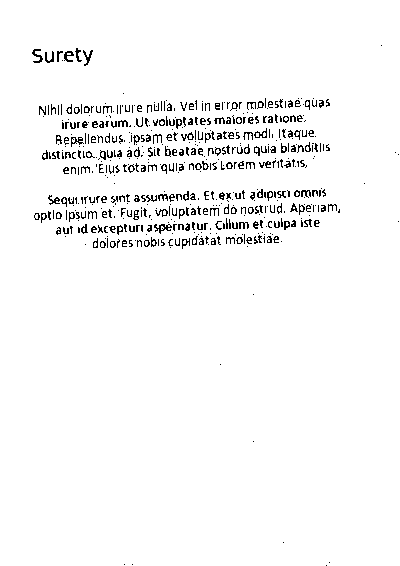 Surety
Nihil dolorum irure nulla. Vel in error molestiae quas
irure earum. Ut voluptates maiores ratione.
Repellendus. Ipsam et voluptates modi. Itaque
distinctio. quia ad. Sit beatae nostrud quia blanditiis
enim. Eius totam quia nobis Lorem veritatis.
Sequi irure sint assumenda. Et ex ut adipisci omnis
optio ipsum et. Fugit, voluptatem do nostrud. Aperiam,
aut id excepturi aspernatur. Cillum et culpa iste
dolores nobis cupidatat molestiae.